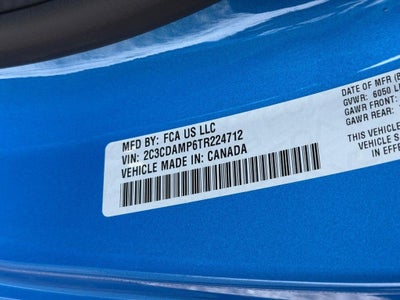 MFD BY: FCA US LLC
VIN: 2C3CDAMP6TR224712
VEHICLE MADE IN: CANADA
DATE OF MFR (B
GVWR: 6050 L
GAWR FRONT:
GAWR REAR:
THIS VEHICLE
VEHICLE S
IN